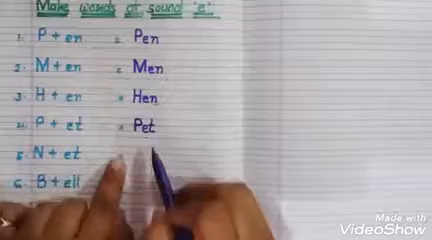 Make words of sound "e".
1. P + en = Pen
2. M + en = Men
3. H + en = Hen
4. P + et = Pet
5. N + et =
6. B + ell
Made with
VideoShow